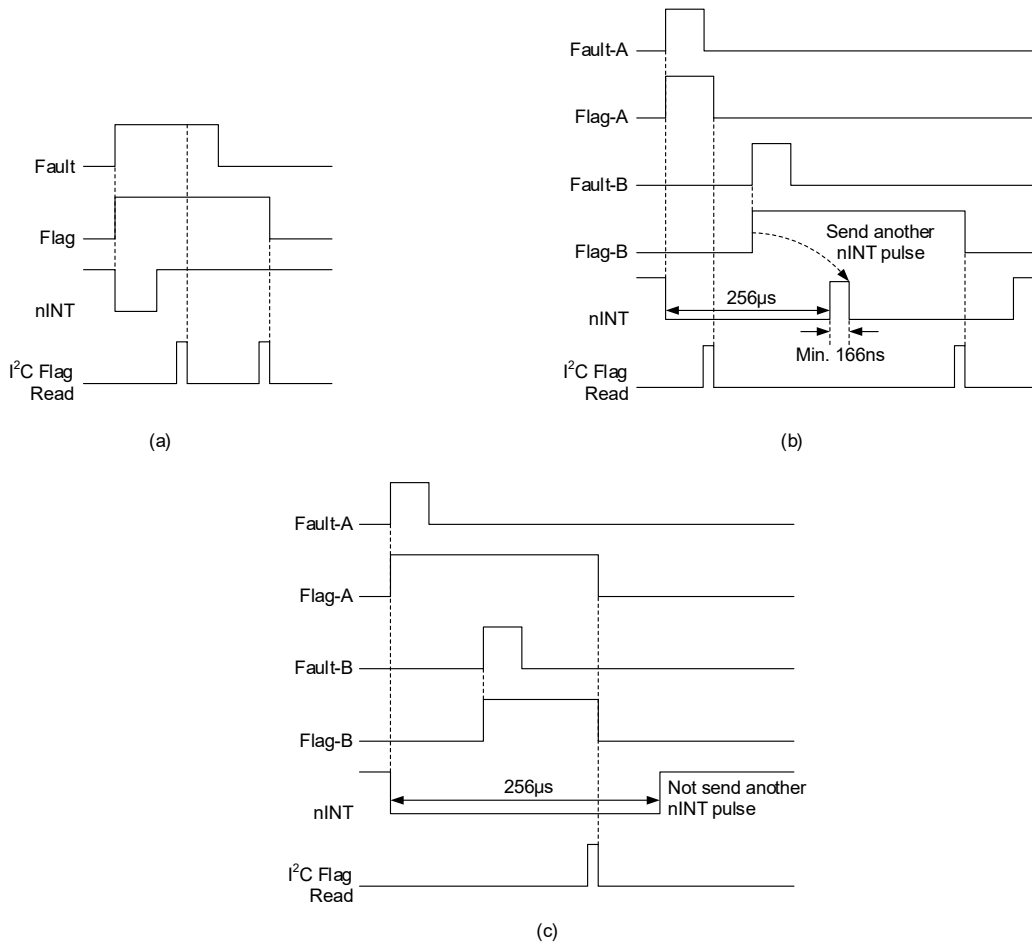 Fault
Flag
nINT
I²C Flag
Read
(a)
Fault-A
Flag-A
Fault-B
Flag-B
Send another
nINT pulse
256µs
nINT
Min. 166ns
I²C Flag
Read
(b)
Fault-A
Flag-A
Fault-B
Flag-B
256µs
Not send another
nINT pulse
nINT
I²C Flag
Read
(c)